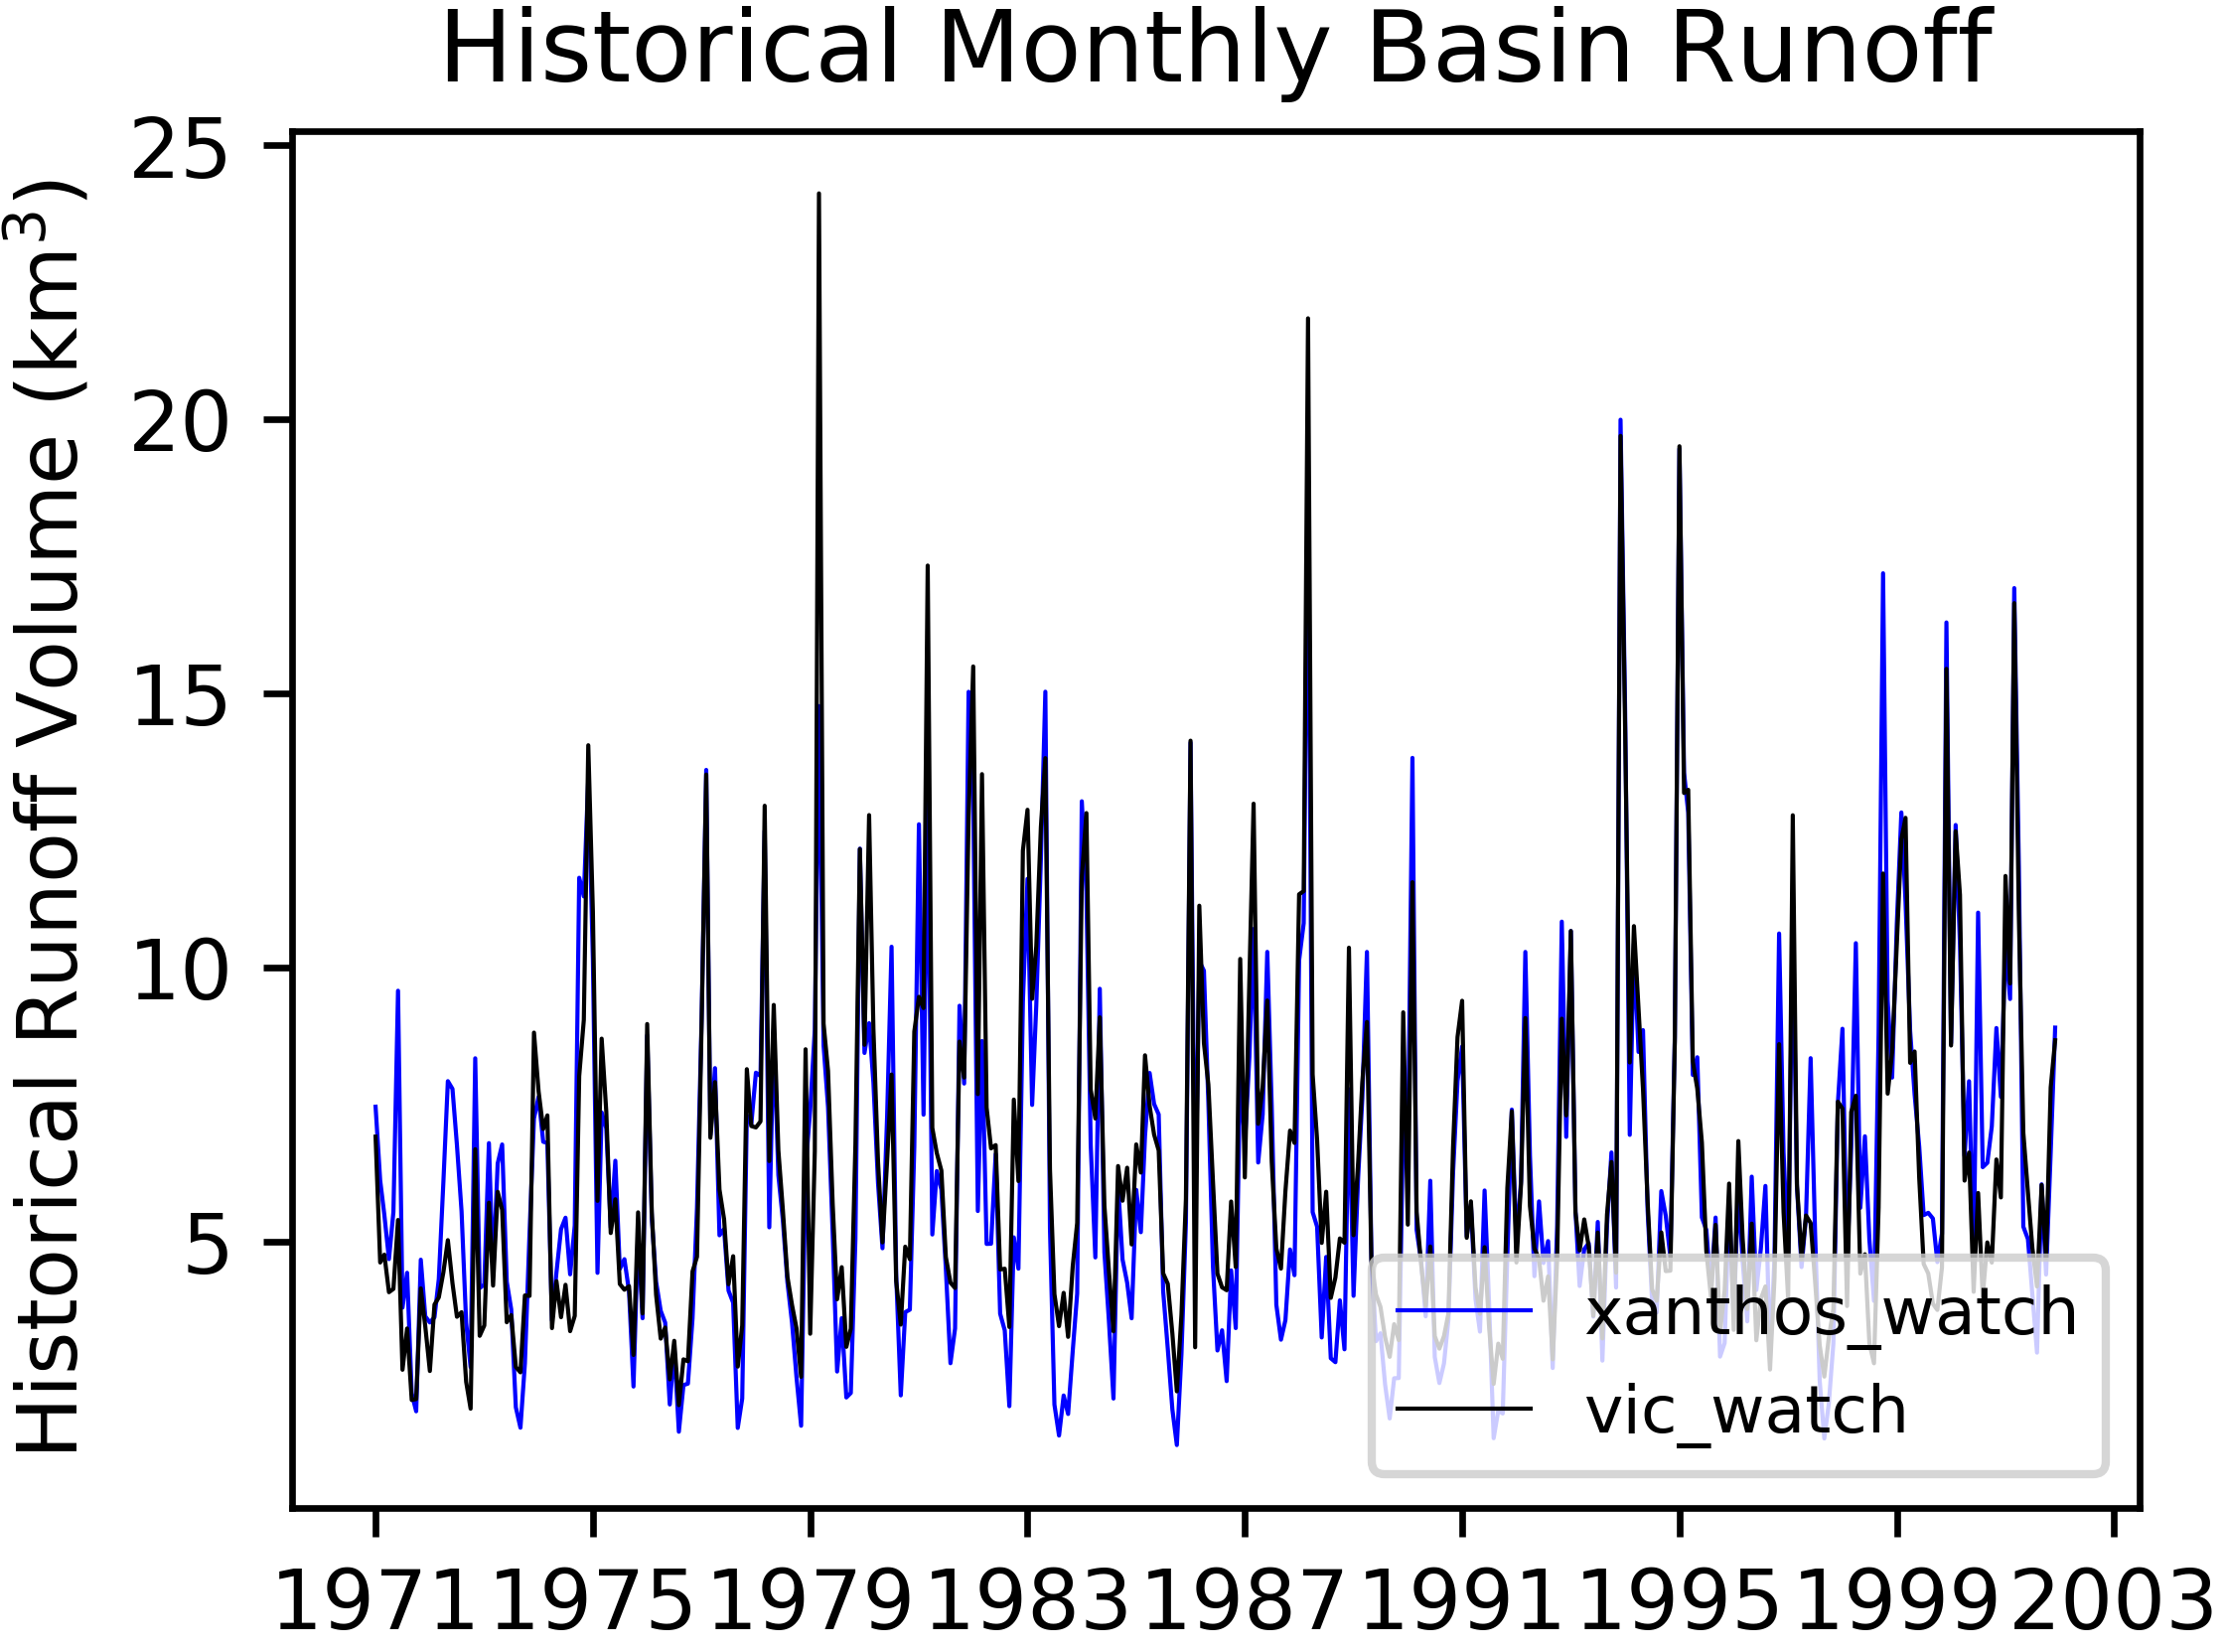 Historical Monthly Basin Runoff
Historical Runoff Volume (km³)
25
20
15
10
5
xanthos_watch
vic_watch
1971 1975 1979 1983 1987 1991 1995 1999 2003